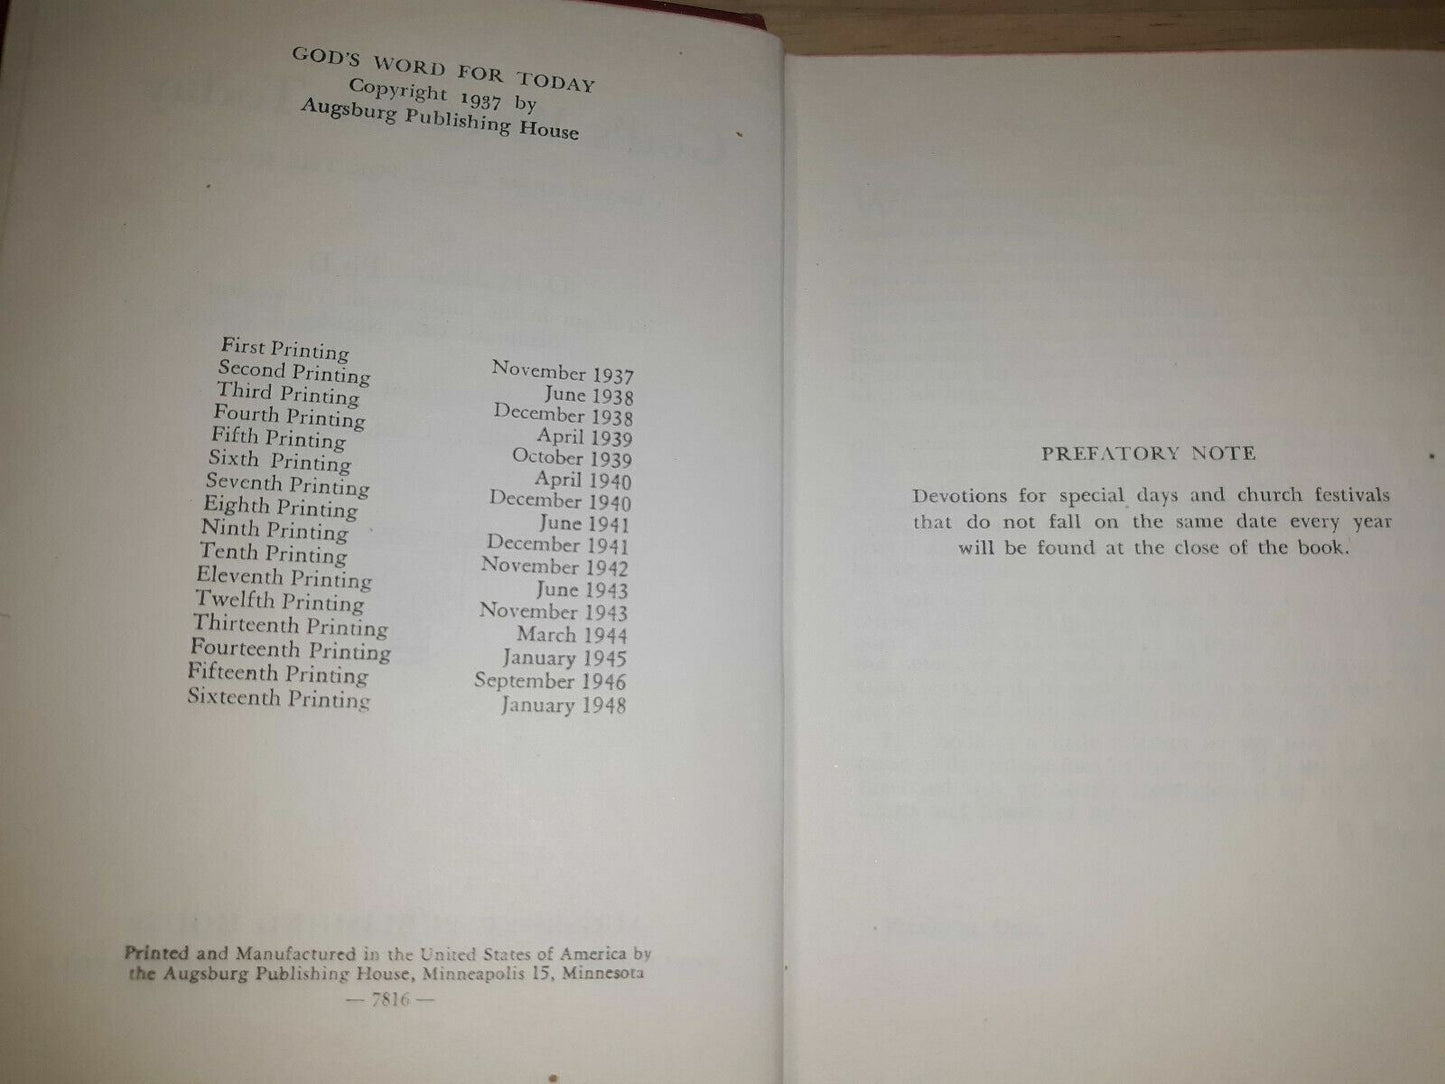 GOD'S WORD FOR TODAY
Copyright 1937 by
Augsburg Publishing House
First Printing November 1937
Second Printing June 1938
Third Printing December 1938
Fourth Printing April 1939
Fifth Printing October 1939
Sixth Printing April 1940
Seventh Printing December 1940
Eighth Printing June 1941
Ninth Printing December 1941
Tenth Printing November 1942
Eleventh Printing June 1943
Twelfth Printing November 1943
Thirteenth Printing March 1944
Fourteenth Printing January 1945
Fifteenth Printing September 1946
Sixteenth Printing January 1948
Printed and Manufactured in the United States of America by
the Augsburg Publishing House, Minneapolis 15, Minnesota
— 7816 —
PREFATORY NOTE
Devotions for special days and church festivals
that do not fall on the same date every year
will be found at the close of the book.